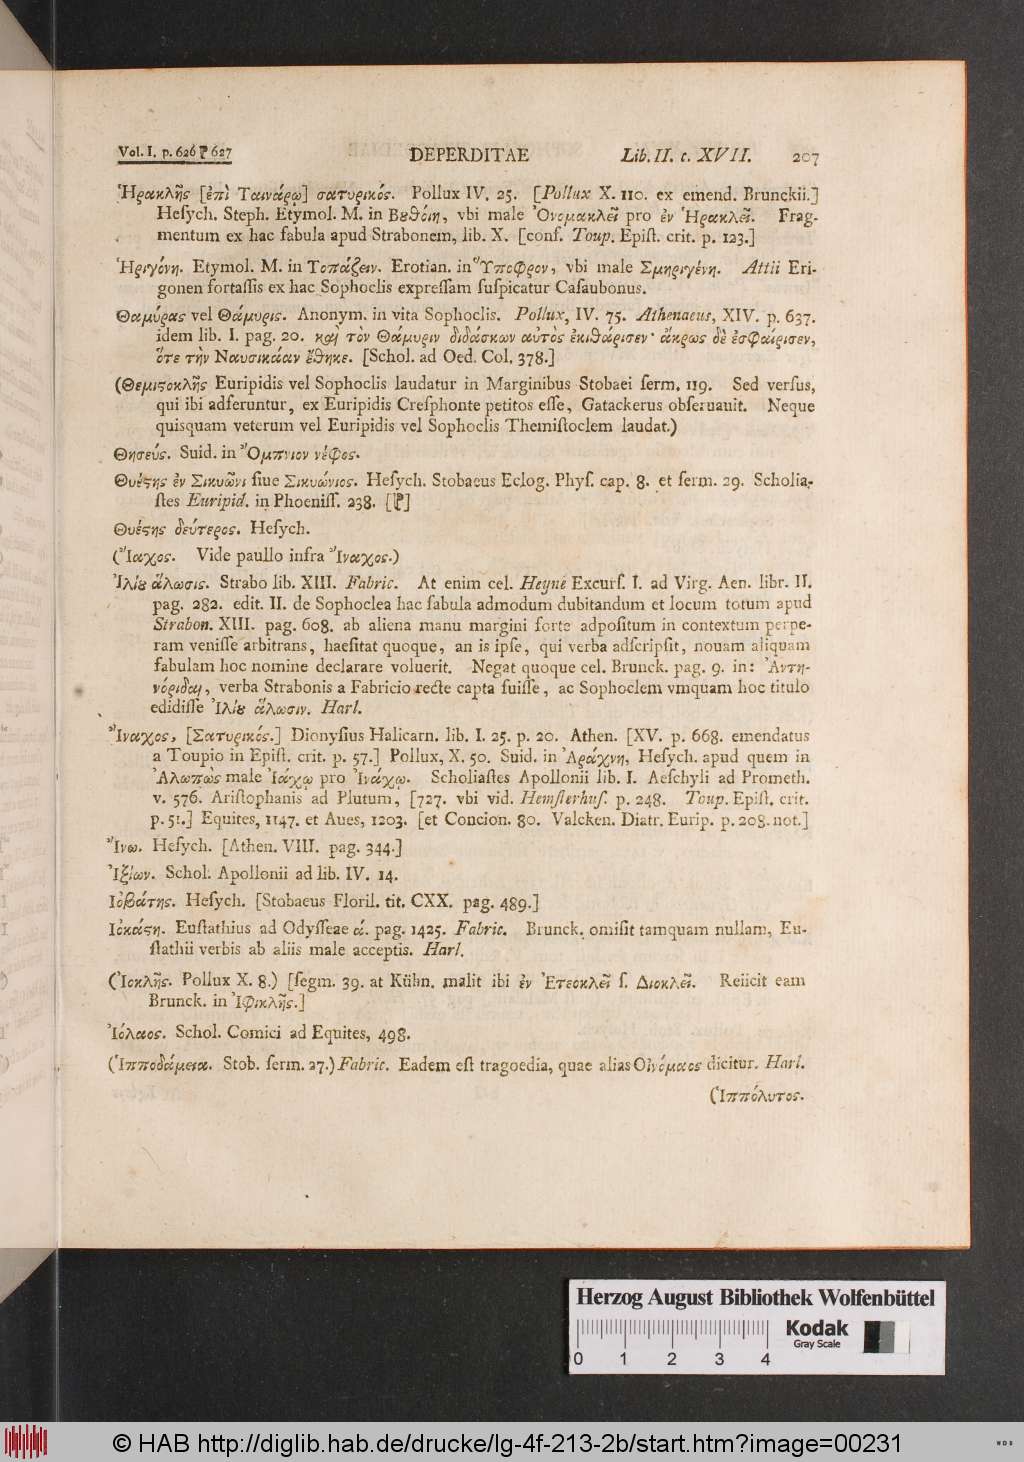 Vol. I. p. 626 ⁋ 627 DEPERDITAE Lib. II. c. XVII. 207
Ἡρακλῆς [ἐπὶ Ταινάρῳ] σατυρικός. Pollux IV. 25. [Pollux X. 110. ex emend. Brunckii.]
Heſych. Steph. Etymol. M. in Βȣθόιη, vbi male Ὀνομακλεῖ pro ἐν Ἡρακλεῖ. Frag-
mentum ex hac fabula apud Strabonem, lib. X. [conf. Toup. Epiſt. crit. p. 123.]
Ἠριγόνη. Etymol. M. in Τοπάζειν. Erotian. in Ὕποφρον, vbi male Σμηριγένη. Attii Eri-
gonen fortaſſis ex hac Sophoclis expreſſam ſuſpicatur Caſaubonus.
Θαμύρας vel Θάμυρις. Anonym. in vita Sophoclis. Pollux, IV. 75. Athenaeus, XIV. p. 637.
idem lib. I. pag. 20. καὶ τὸν Θάμυριν διδάσκων αὐτὸς ἐκιθάρισεν· ἄκρως δὲ ἐσφαίρισεν,
ὅτε τὴν Ναυσικάαν ἔθηκε. [Schol. ad Oed. Col. 378.]
(Θεμιϛοκλῆς Euripidis vel Sophoclis laudatur in Marginibus Stobaei ſerm. 119. Sed verſus,
qui ibi adferuntur, ex Euripidis Creſphonte petitos eſſe, Gatackerus obſeruauit. Neque
quisquam veterum vel Euripidis vel Sophoclis Themiſtoclem laudat.)
Θησεύς. Suid. in Ὄμπνιον νέφος.
Θυέϛης ἐν Σικυῶνι ſiue Σικυώνιος. Heſych. Stobaeus Eclog. Phyſ. cap. 8. et ſerm. 29. Scholia-
ſtes Euripid. in Phoeniſſ. 238. [⁋]
Θυέϛης δεύτερος. Heſych.
(Ἴαχος. Vide paullo infra Ἴναχος.)
Ἰλίȣ ἅλωσις. Strabo lib. XIII. Fabric. At enim cel. Heyne Excurſ. I. ad Virg. Aen. libr. II.
pag. 282. edit. II. de Sophoclea hac fabula admodum dubitandum et locum totum apud
Strabon. XIII. pag. 608. ab aliena manu margini forte adpoſitum in contextum perpe-
ram veniſſe arbitrans, haeſitat quoque, an is ipſe, qui verba adſcripſit, nouam aliquam
fabulam hoc nomine declarare voluerit. Negat quoque cel. Brunck. pag. 9. in: Ἀντη-
νόριδαι, verba Strabonis a Fabricio recte capta fuiſſe, ac Sophoclem vmquam hoc titulo
edidiſſe Ἰλίȣ ἅλωσιν. Harl.
Ἴναχος, [Σατυρικός.] Dionyſius Halicarn. lib. I. 25. p. 20. Athen. [XV. p. 668. emendatus
a Toupio in Epiſt. crit. p. 57.] Pollux, X. 50. Suid. in Ἀράχνη, Heſych. apud quem in
Ἀλωπὼς male Ἰάχῳ pro Ἰνάχῳ. Scholiaſtes Apollonii lib. I. Aeſchyli ad Prometh.
v. 576. Ariſtophanis ad Plutum, [727. vbi vid. Hemſterhuſ. p. 248. Toup. Epiſt. crit.
p. 51.] Equites, 1147. et Aues, 1203. [et Concion. 80. Valcken. Diatr. Eurip. p. 208. not.]
Ἴνω. Heſych. [Athen. VIII. pag. 344.]
Ἰξίων. Schol. Apollonii ad lib. IV. 14.
Ἰοβάτης. Heſych. [Stobaeus Floril. tit. CXX. pag. 489.]
Ἰοκάϛη. Euſtathius ad Odyſſeae ά. pag. 1425. Fabric. Brunck. omiſit tamquam nullam, Eu-
ſtathii verbis ab aliis male acceptis. Harl.
(Ἰοκλῆς. Pollux X. 8.) [ſegm. 39. at Kühn. malit ibi ἐν Ἐτεοκλεῖ ſ. Διοκλεῖ. Reiicit eam
Brunck. in Ἰφικλῆς.]
Ἰόλαος. Schol. Comici ad Equites, 498.
(Ἱπποδάμεια. Stob. ſerm. 27.) Fabric. Eadem eſt tragoedia, quae alias Οἰνόμαος dicitur. Harl.
(Ἱππόλυτος.
Herzog August Bibliothek Wolfenbüttel
Kodak
Gray Scale
0 1 2 3 4
© HAB http://diglib.hab.de/drucke/lg-4f-213-2b/start.htm?image=00231